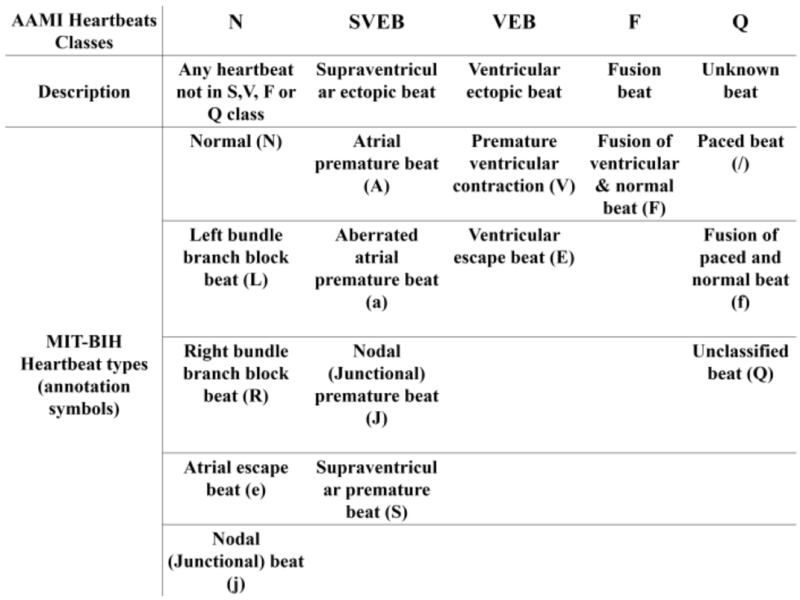 AAMI Heartbeats
Classes
N
SVEB
VEB
F
Q
Description
Any heartbeat
not in S,V, F or
Q class
Supraventricul
ar ectopic beat
Ventricular
ectopic beat
Fusion
beat
Unknown
beat
MIT-BIH
Heartbeat types
(annotation
symbols)
Normal (N)
Atrial
premature beat
(A)
Premature
ventricular
contraction (V)
Fusion of
ventricular
& normal
beat (F)
Paced beat
(/)
Left bundle
branch block
beat (L)
Aberrated
atrial
premature beat
(a)
Ventricular
escape beat (E)
Fusion of
paced and
normal beat
(f)
Right bundle
branch block
beat (R)
Nodal
(Junctional)
premature beat
(J)
Unclassified
beat (Q)
Atrial escape
beat (e)
Supraventricul
ar premature
beat (S)
Nodal
(Junctional) beat
(j)